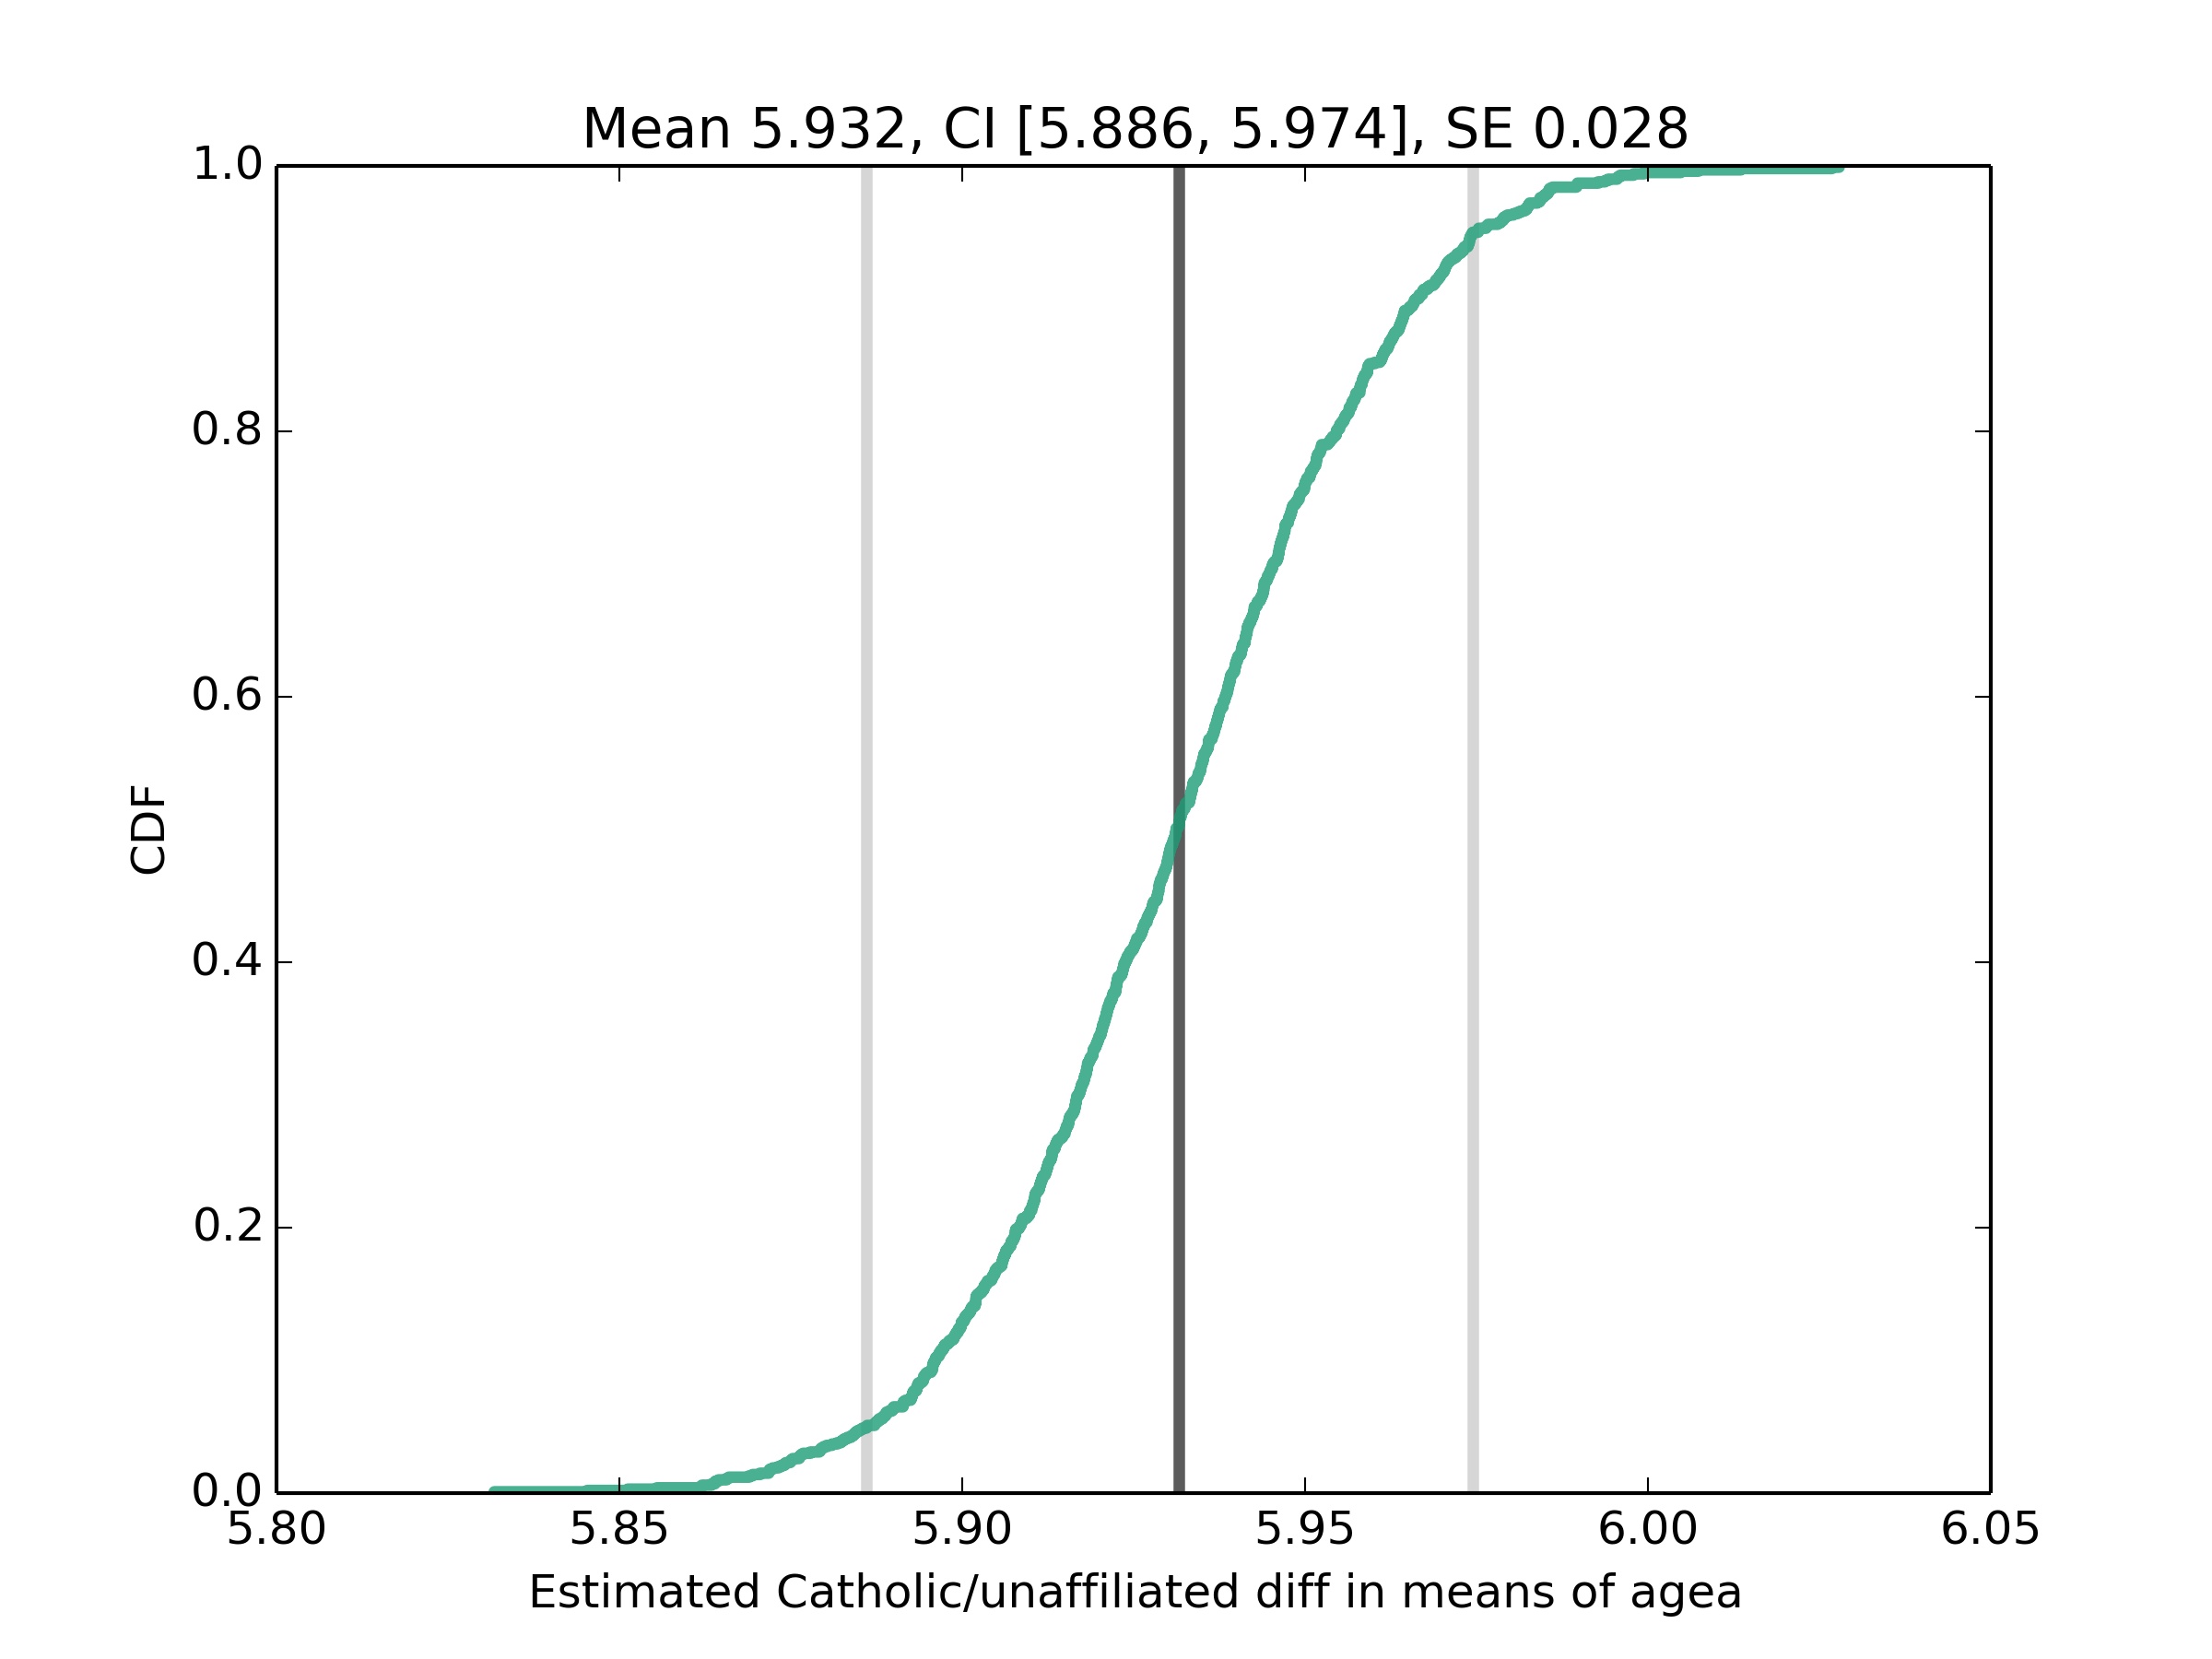 Mean 5.932, CI [5.886, 5.974], SE 0.028
1.0
0.8
0.6
0.4
0.2
0.0
CDF
5.80 5.85 5.90 5.95 6.00 6.05
Estimated Catholic/unaffiliated diff in means of agea